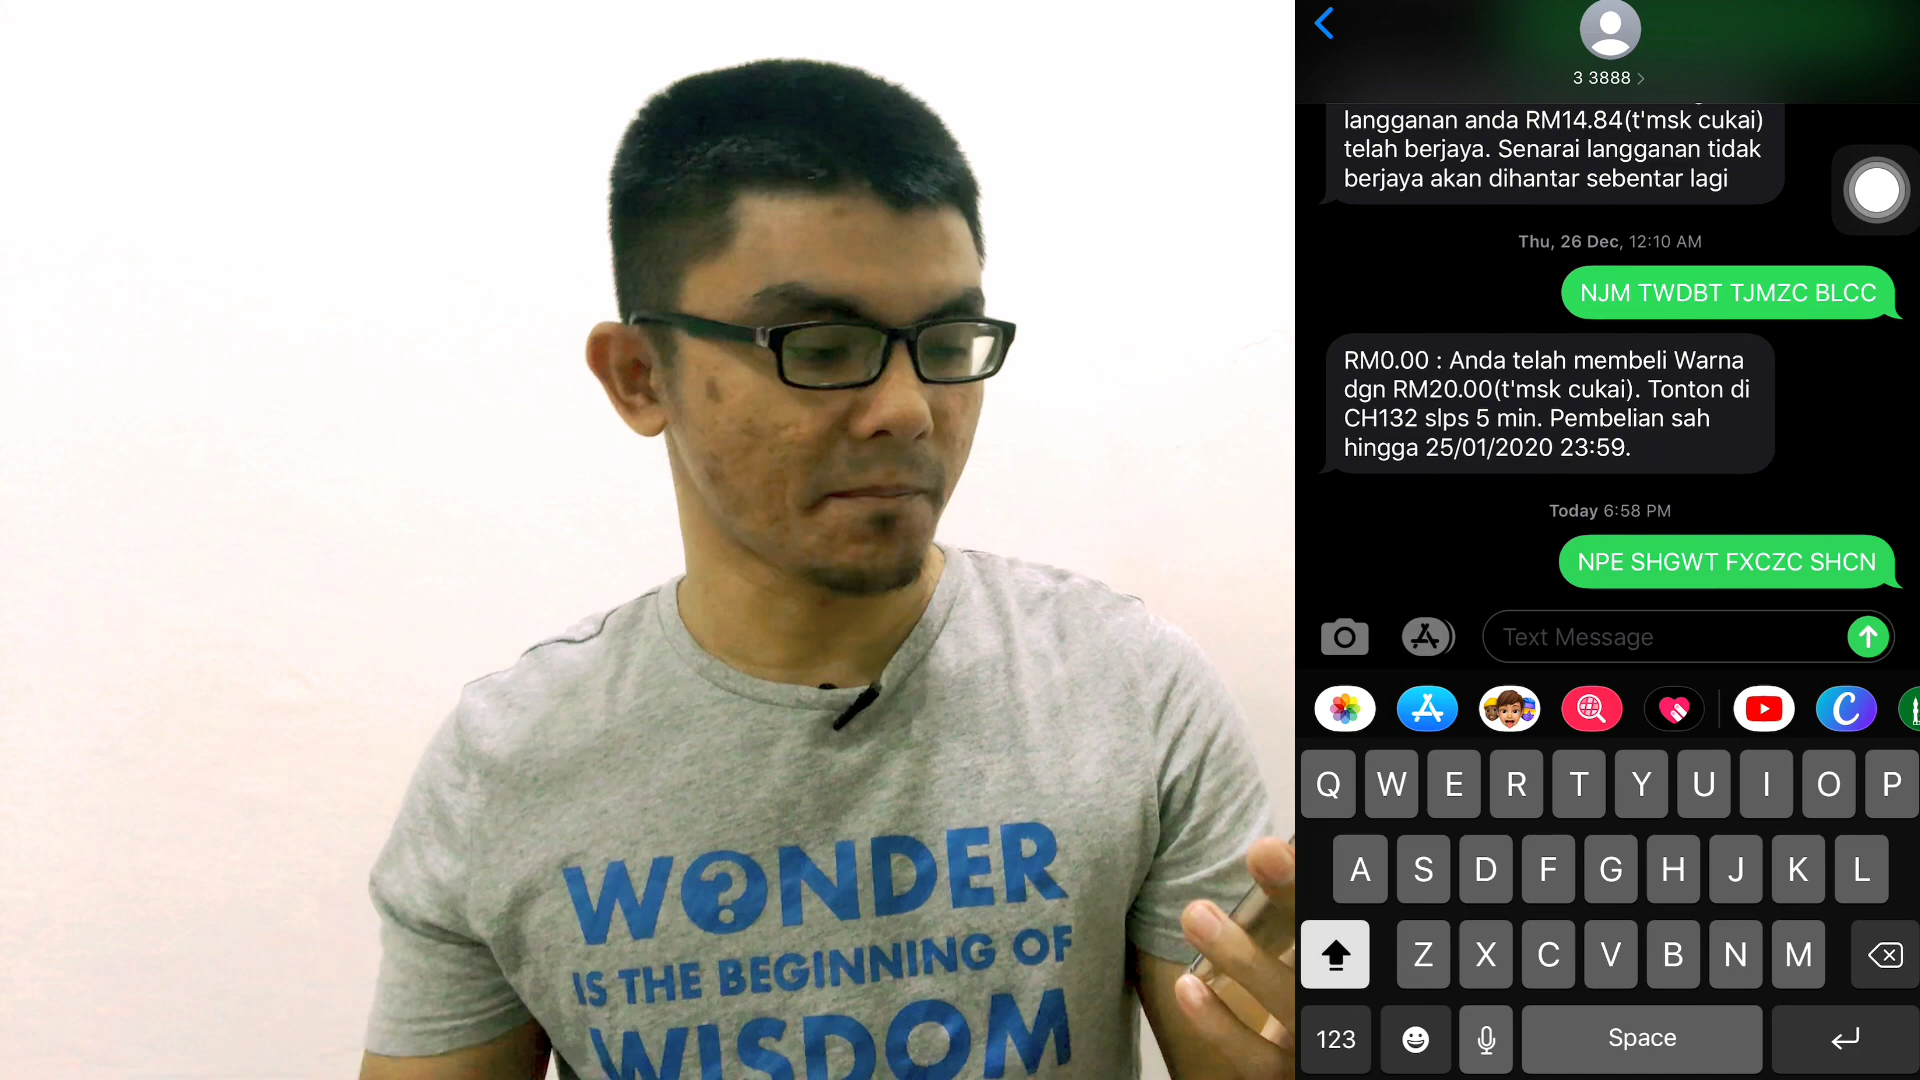 WONDER
IS THE BEGINNING OF
WISDOM
3 3888
langganan anda RM14.84(t'msk cukai)
telah berjaya. Senarai langganan tidak
berjaya akan dihantar sebentar lagi
Thu, 26 Dec, 12:10 AM
NJM TWDBT TJMZC BLCC
RM0.00 : Anda telah membeli Warna
dgn RM20.00(t'msk cukai). Tonton di
CH132 slps 5 min. Pembelian sah
hingga 25/01/2020 23:59.
Today 6:58 PM
NPE SHGWT FXCZC SHCN
Text Message
Q W E R T Y U I O P
A S D F G H J K L
Z X C V B N M
123 Space